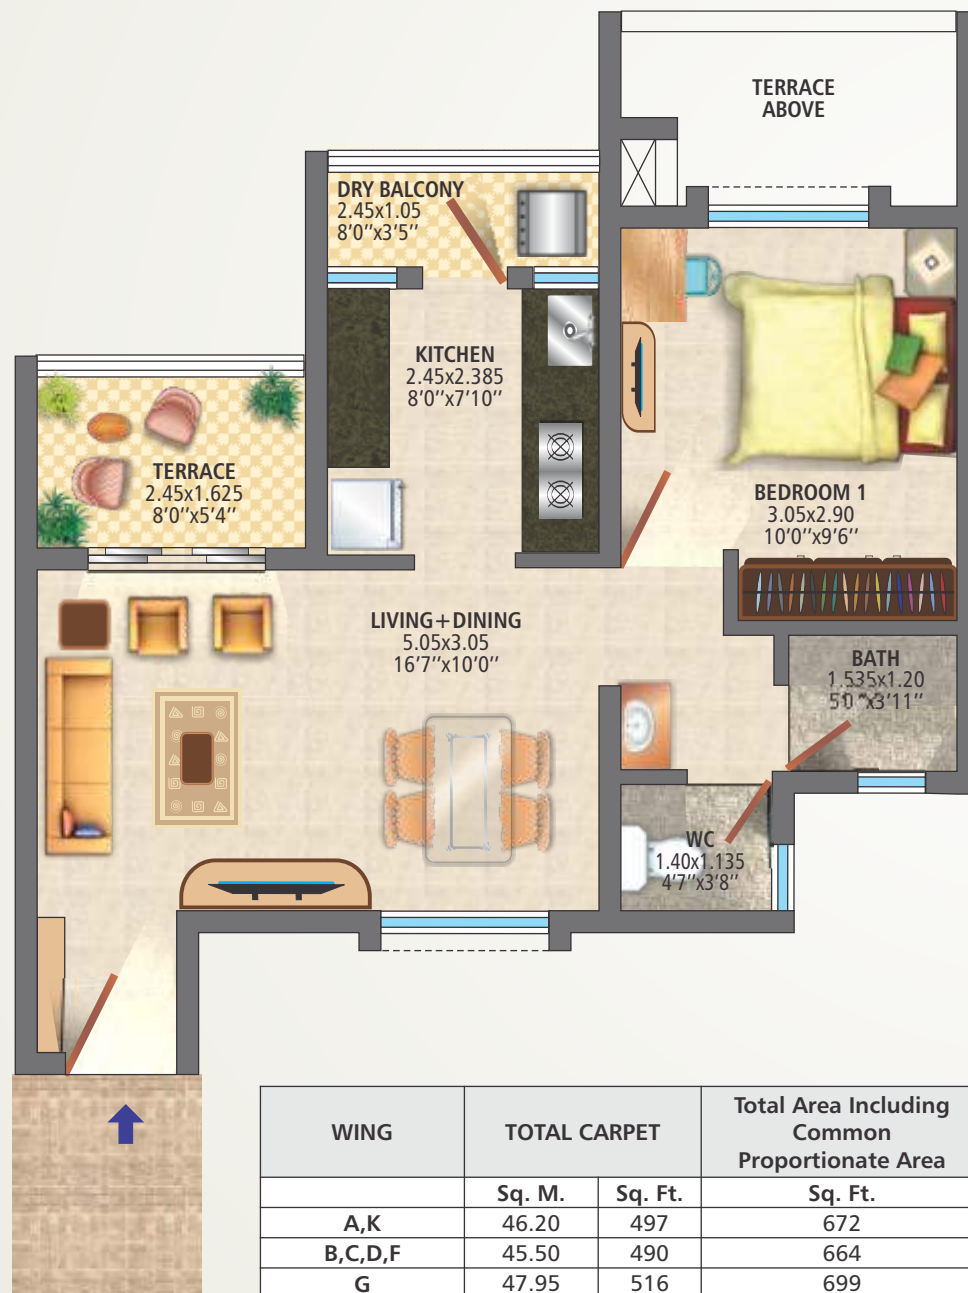 TERRACE
ABOVE
DRY BALCONY
2.45x1.05
8'0''x3'5''
KITCHEN
2.45x2.385
8'0''x7'10''
TERRACE
2.45x1.625
8'0''x5'4''
BEDROOM 1
3.05x2.90
10'0''x9'6''
LIVING+DINING
5.05x3.05
16'7''x10'0''
BATH
1.535x1.20
5'0''x3'11''
WC
1.40x1.135
4'7''x3'8''
WING TOTAL CARPET Total Area Including
Common
Proportionate Area
Sq. M. Sq. Ft. Sq. Ft.
A,K 46.20 497 672
B,C,D,F 45.50 490 664
G 47.95 516 699